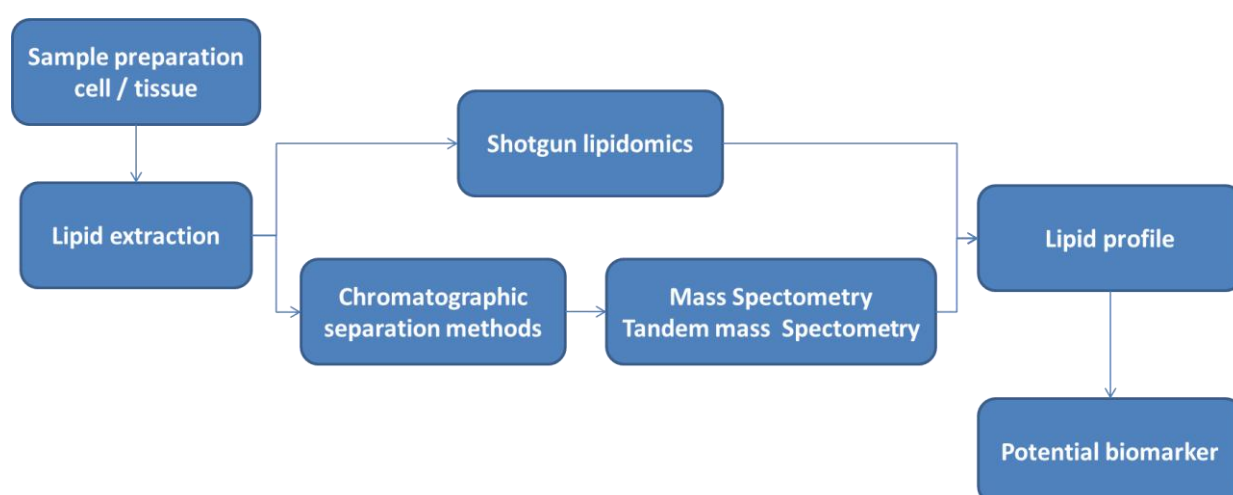 Sample preparation
cell / tissue
Shotgun lipidomics
Lipid extraction
Lipid profile
Chromatographic
separation methods
Mass Spectometry
Tandem mass Spectometry
Potential biomarker